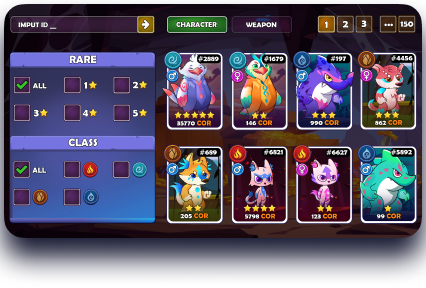 IMPUT ID __
CHARACTER
WEAPON
1 2 3 ... 150
RARE
ALL
1
2
3
4
5
CLASS
ALL
#2889
35770 COR
#1679
146 COR
#197
990 COR
#4456
862 COR
#659
205 COR
#6821
5798 COR
#6627
123 COR
#5892
99 COR